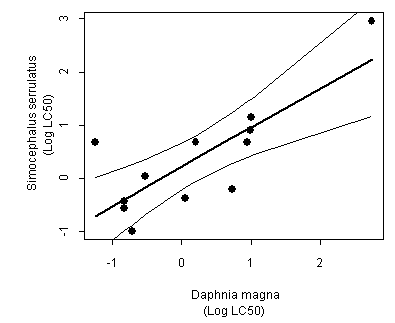 Simocephalus serrulatus
(Log LC50)
3
2
1
0
-1
-1 0 1 2
Daphnia magna
(Log LC50)